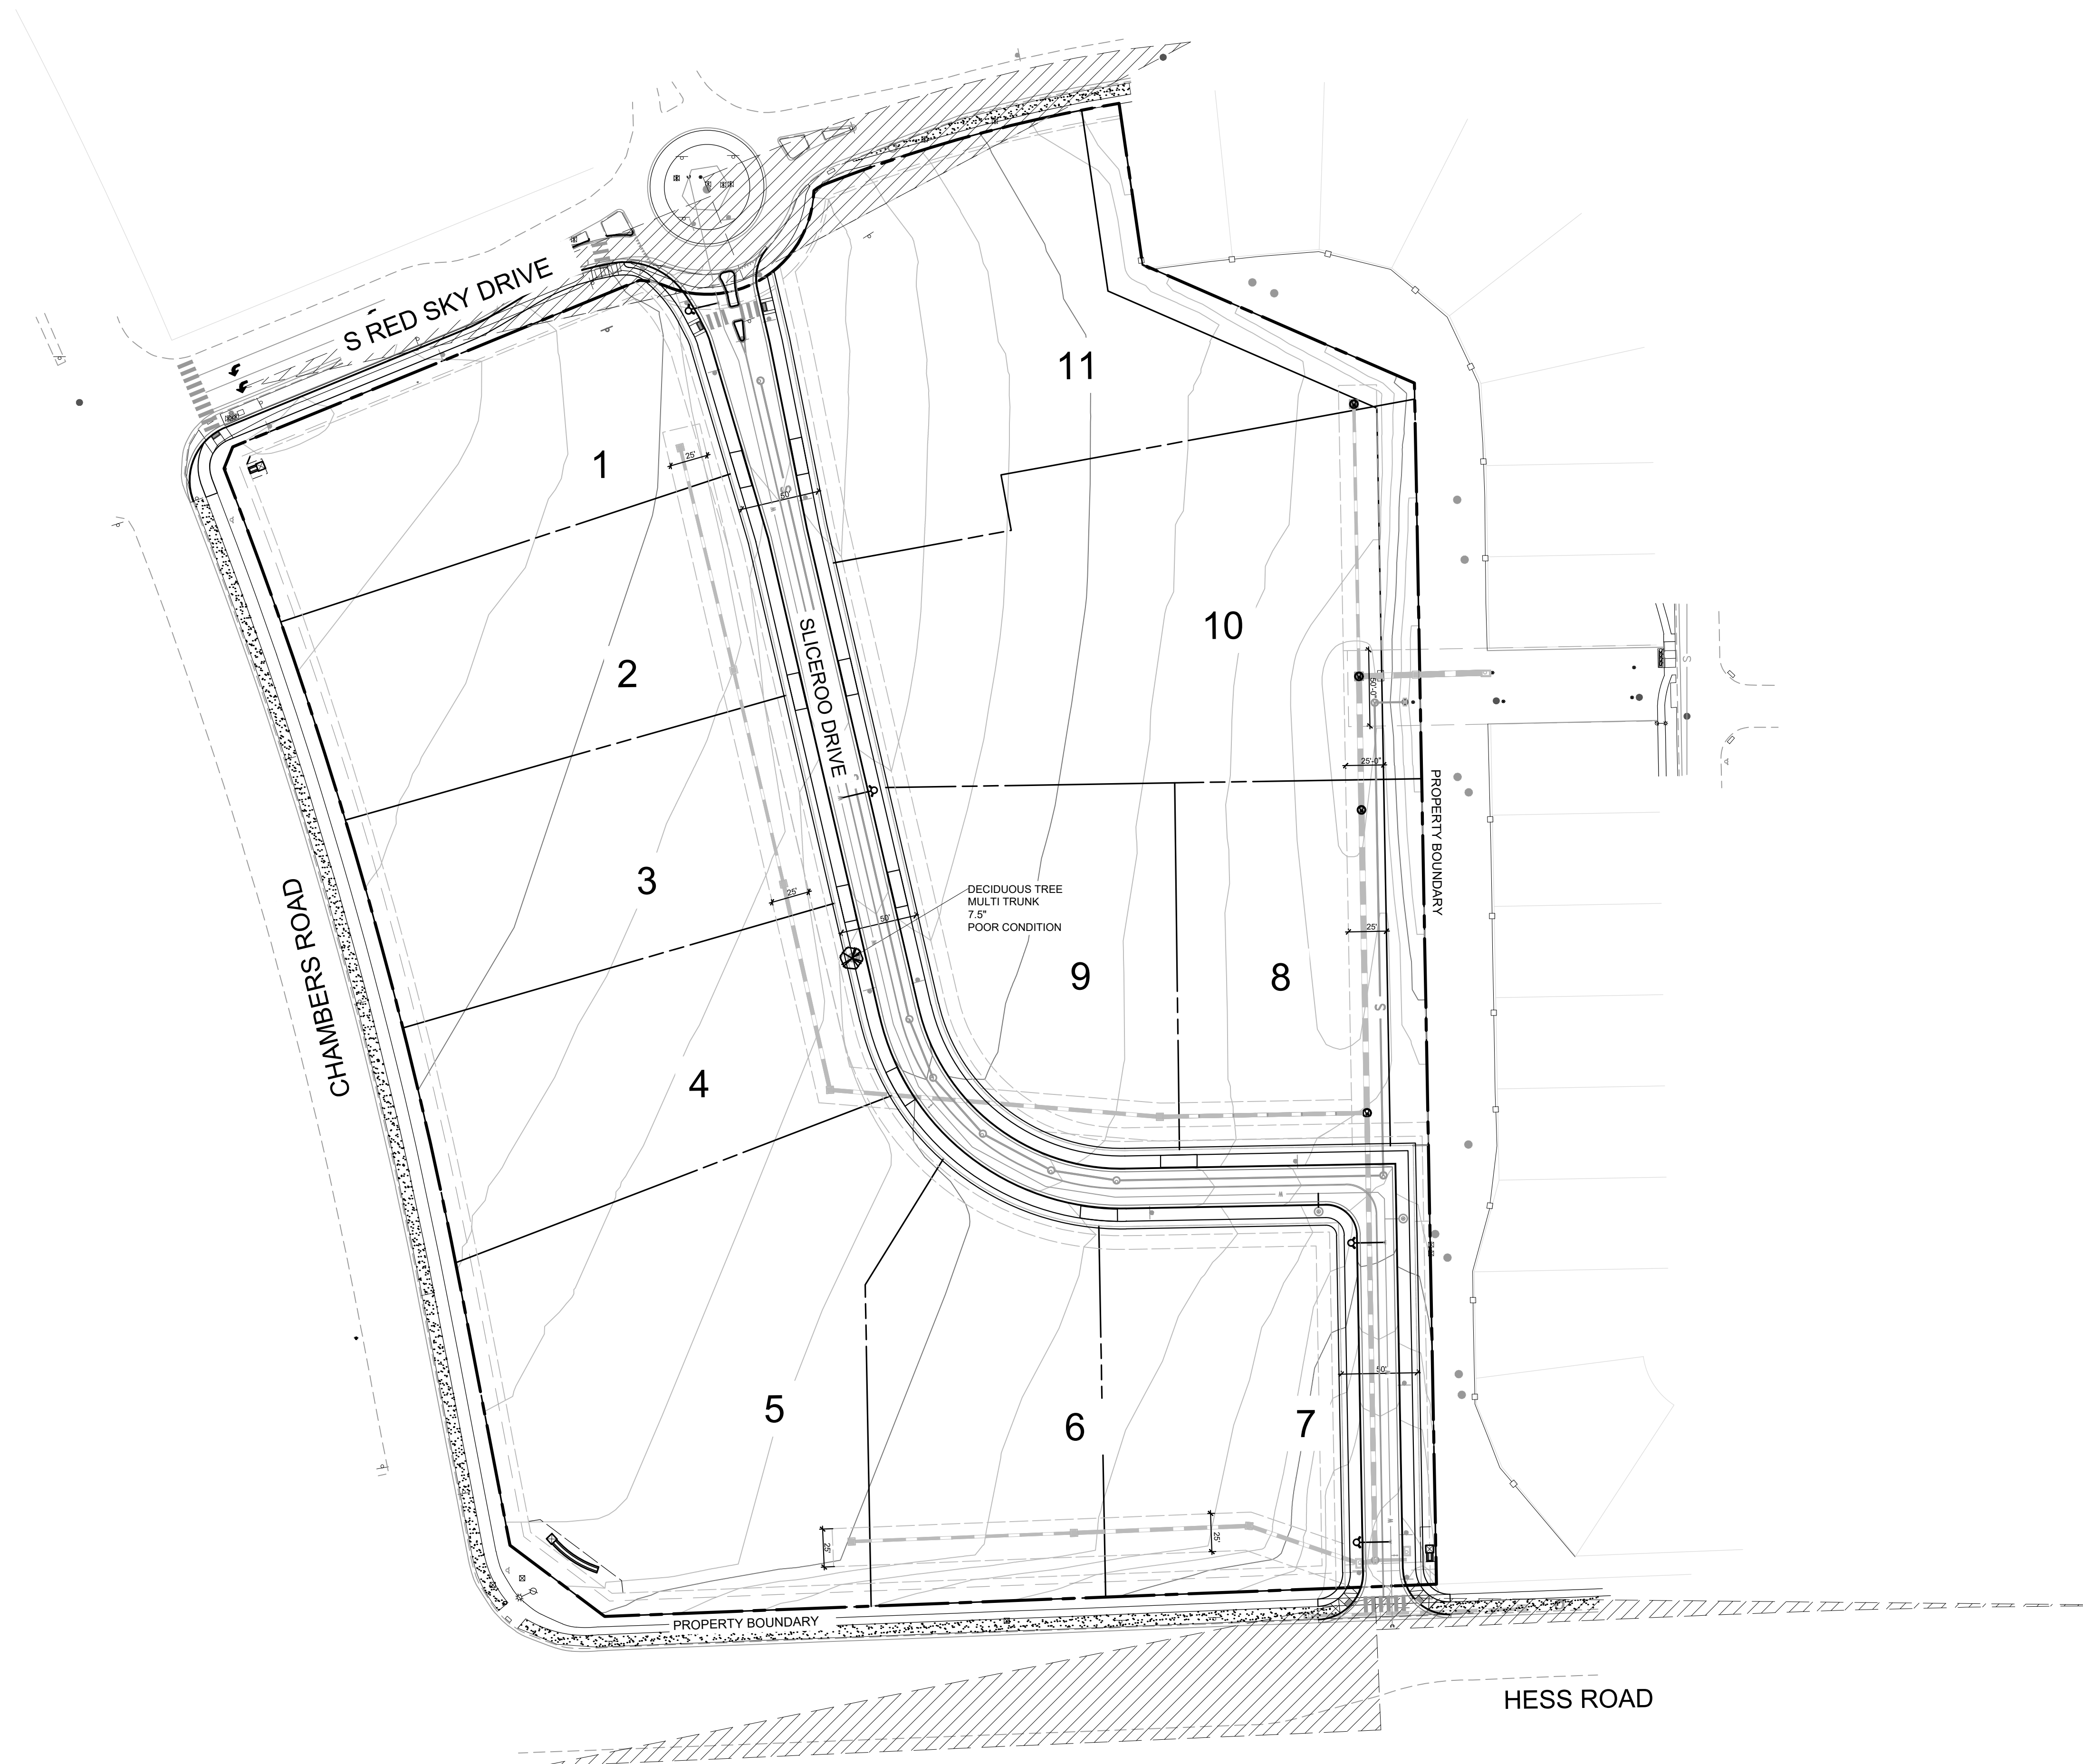 S RED SKY DRIVE
11
1
25'
50'
10
SLICEROO DRIVE
2
50'-0"
S
25'-0"
PROPERTY BOUNDARY
3
25'
DECIDUOUS TREE
MULTI TRUNK
7.5"
POOR CONDITION
50'
25'
CHAMBERS ROAD
9
8
S
4
50'
5
6
7
25'
25'
PROPERTY BOUNDARY
HESS ROAD